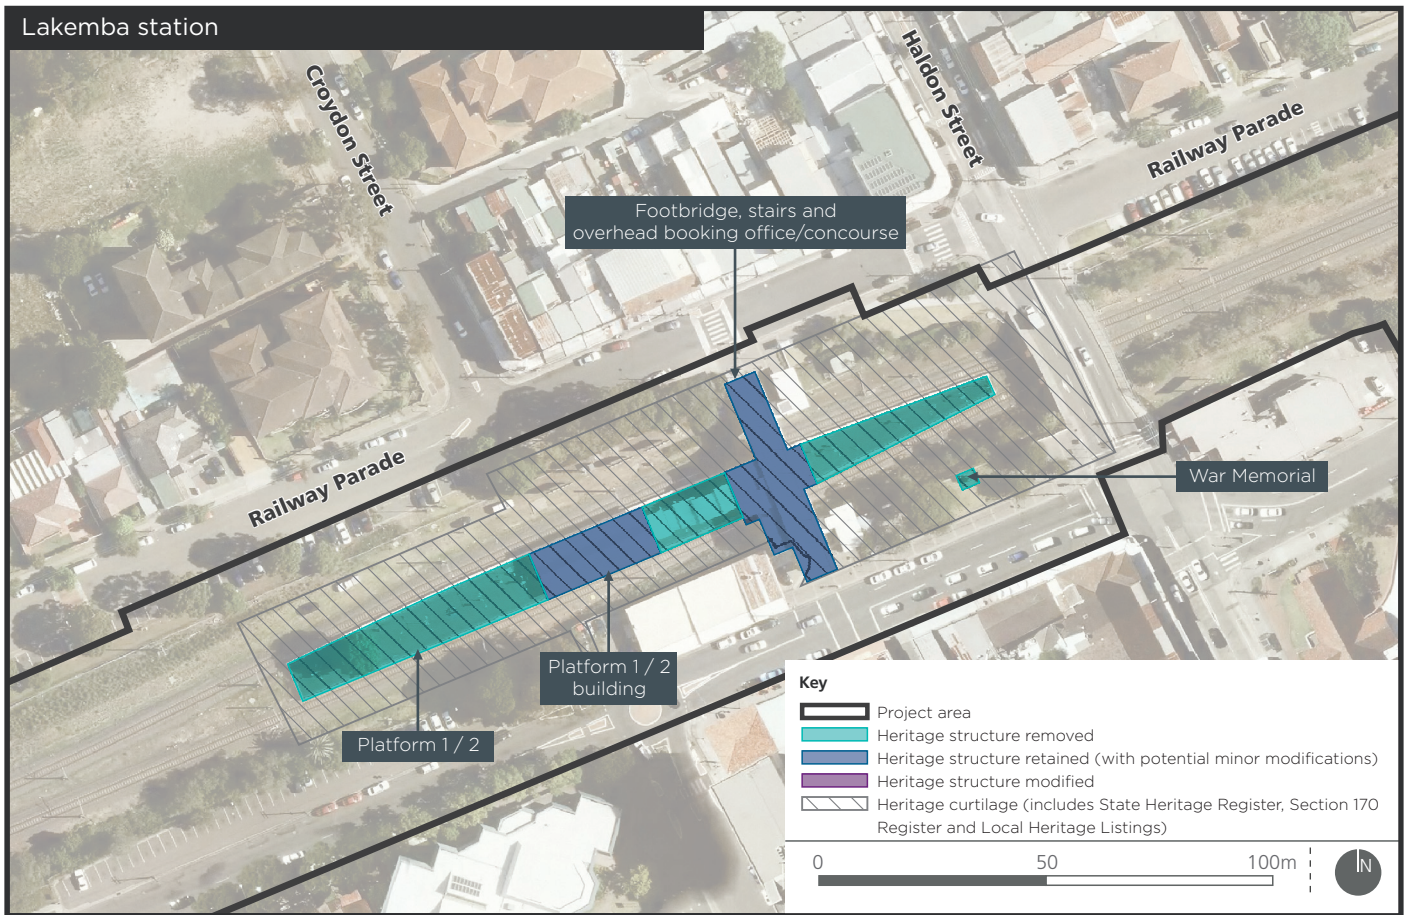 Lakemba station
Croydon Street
Haldon Street
Railway Parade
Footbridge, stairs and
overhead booking office/concourse
War Memorial
Railway Parade
Platform 1 / 2
building
Platform 1 / 2
Key
Project area
Heritage structure removed
Heritage structure retained (with potential minor modifications)
Heritage structure modified
Heritage curtilage (includes State Heritage Register, Section 170
Register and Local Heritage Listings)
0 50 100m
N